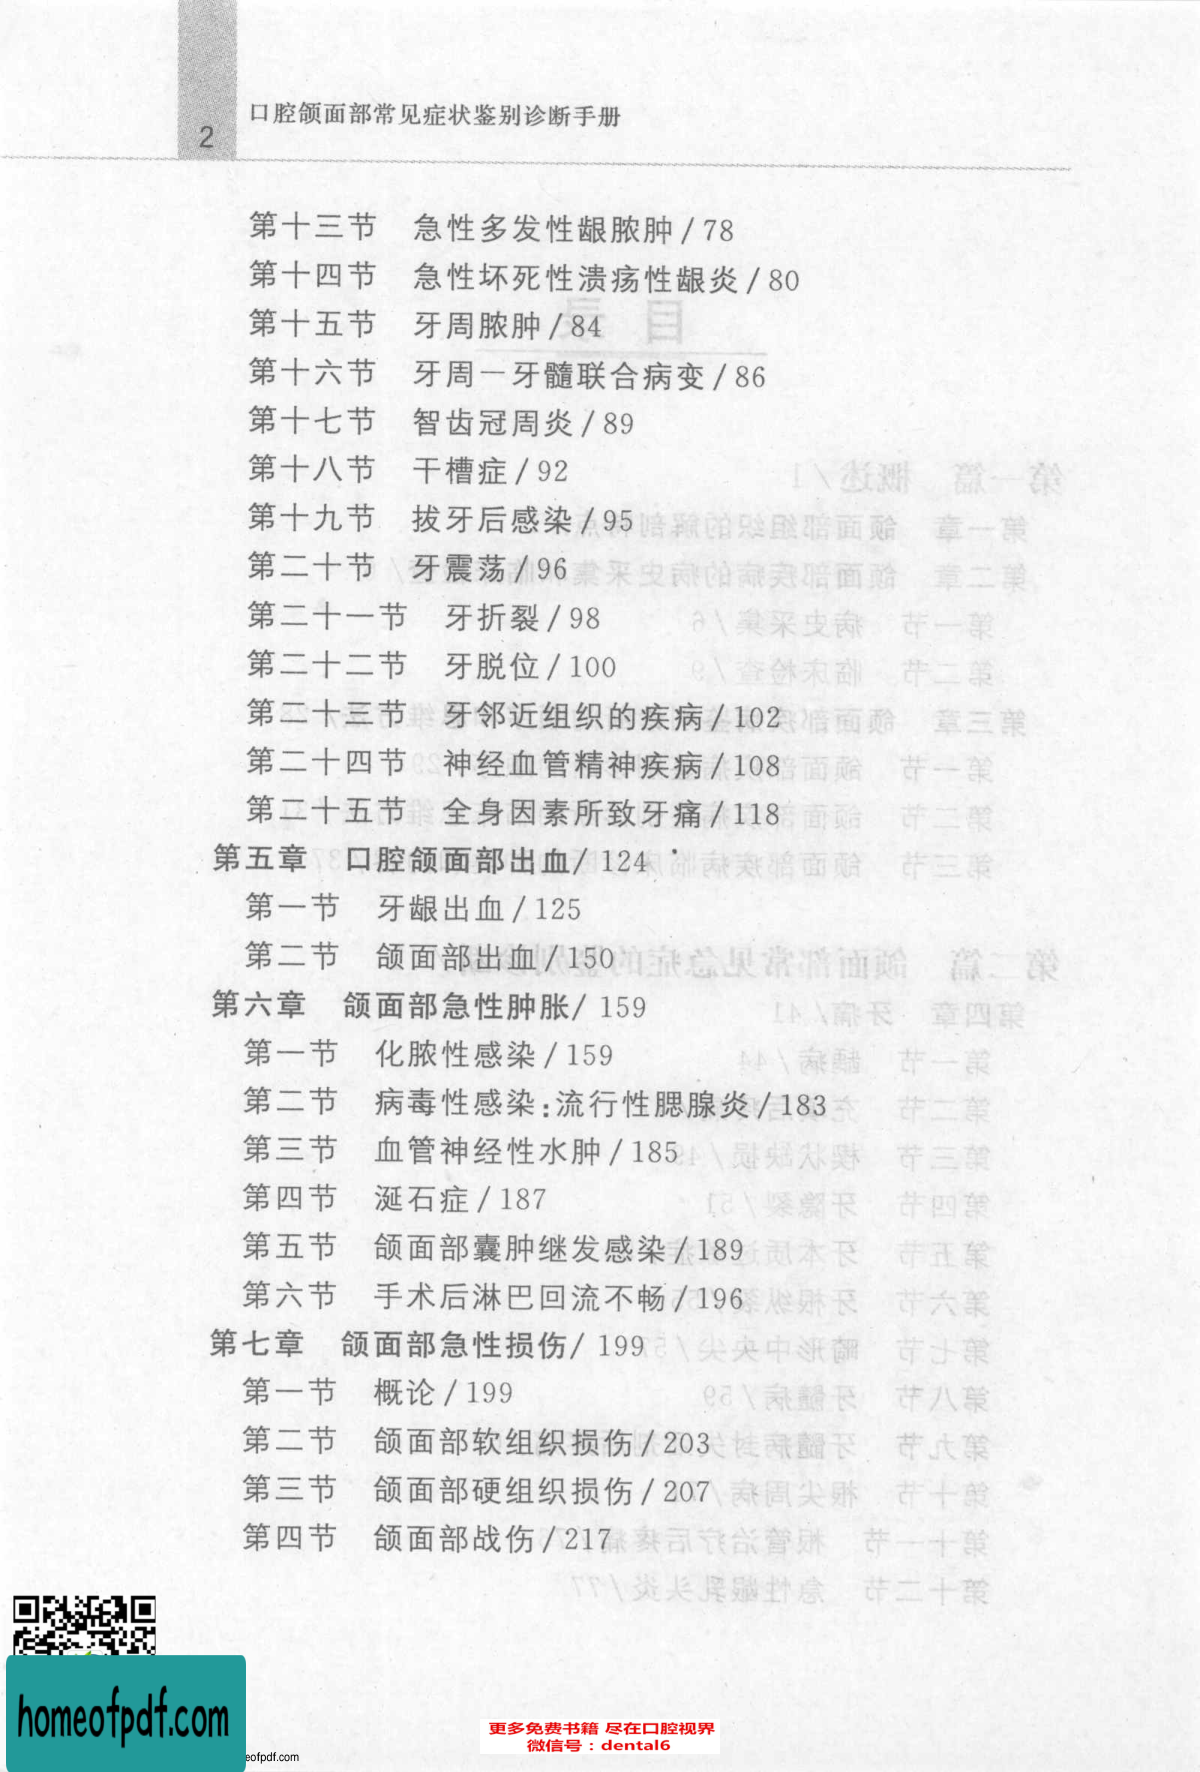 口腔颌面部常见症状鉴别诊断手册
2
第十三节 急性多发性龈脓肿/78
第十四节 急性坏死性溃疡性龈炎/80
第十五节 牙周脓肿/84
第十六节 牙周—牙髓联合病变/86
第十七节 智齿冠周炎/89
第十八节 干槽症/92
第十九节 拔牙后感染/95
第二十节 牙震荡/96
第二十一节 牙折裂/98
第二十二节 牙脱位/100
第二十三节 牙邻近组织的疾病/102
第二十四节 神经血管精神疾病/108
第二十五节 全身因素所致牙痛/118
第五章 口腔颌面部出血/ 124
第一节 牙龈出血/125
第二节 颌面部出血/150
第六章 颌面部急性肿胀/ 159
第一节 化脓性感染/159
第二节 病毒性感染:流行性腮腺炎/183
第三节 血管神经性水肿/185
第四节 涎石症/187
第五节 颌面部囊肿继发感染/189
第六节 手术后淋巴回流不畅/196
第七章 颌面部急性损伤/ 199
第一节 概论/199
第二节 颌面部软组织损伤/203
第三节 颌面部硬组织损伤/207
第四节 颌面部战伤/217
homeofpdf.com
eofpdf.com
更多免费书籍 尽在口腔视界
微信号：dental6